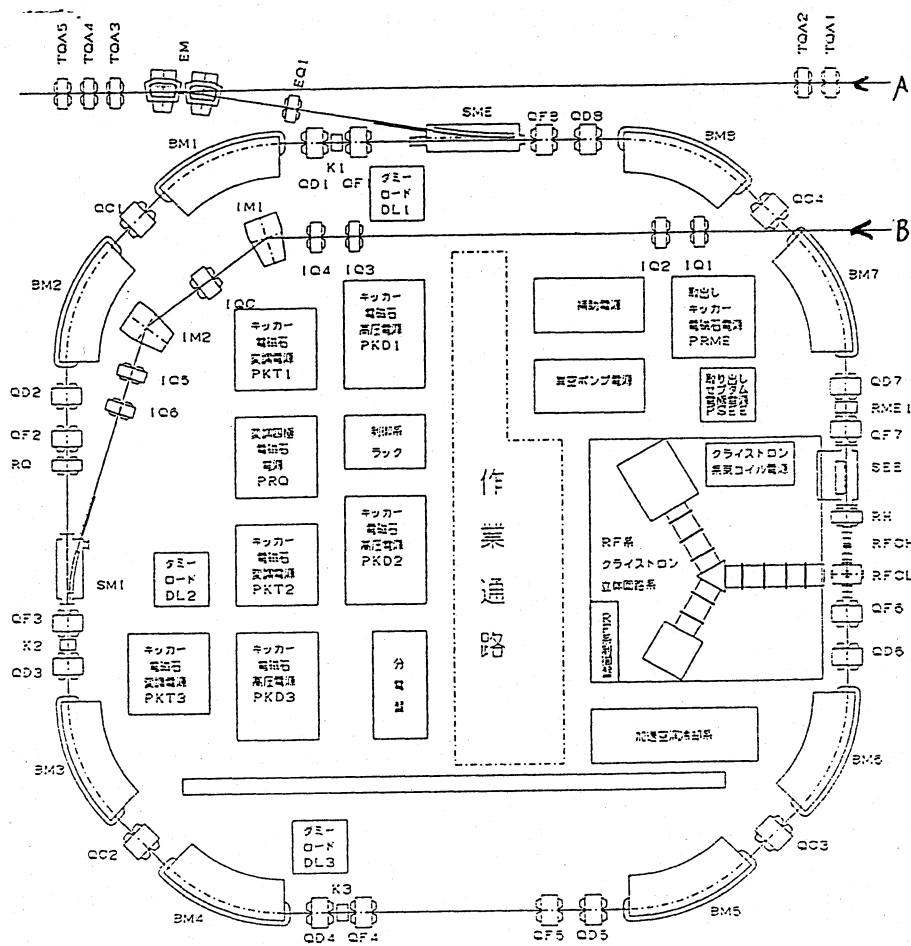 TQA5
TQA4
TQA3
EM
EQ1
TQA2
TQA1
A
SME
QF8
QD8
BM1
K1
QD1
QF1
BM8
ダミー
ロード
DL1
QC1
IM1
QC4
B
IQ4
IQ3
IQ2
IQ1
BM2
BM7
IQC
IM2
キッカー
電磁石
変調電源
PKT1
キッカー
電磁石
高圧電源
PKD1
補助電源
取出し
キッカー
電磁石電源
PRME
IQ5
IQ6
真空ポンプ電源
取り出し
セプタム
QD2
QF2
RQ
QD7
RME1
QF7
変調四極
電磁石
電源
PRQ
制御系
ラック
作業通路
クライストロン
集束コイル電源
SEE
RH
RFCH
RFCL
QF6
QD6
RF系
クライストロン
立体回路系
キッカー
電磁石
変調電源
PKT2
キッカー
電磁石
高圧電源
PKD2
SM1
ダミー
ロード
DL2
QF3
K2
QD3
キッカー
電磁石
変調電源
PKT3
キッカー
電磁石
高圧電源
PKD3
分電盤
加速空洞冷却系
BM3
BM6
QC2
QC3
ダミー
ロード
DL3
BM4
K3
QD4
QF4
QF5
QD5
BM5